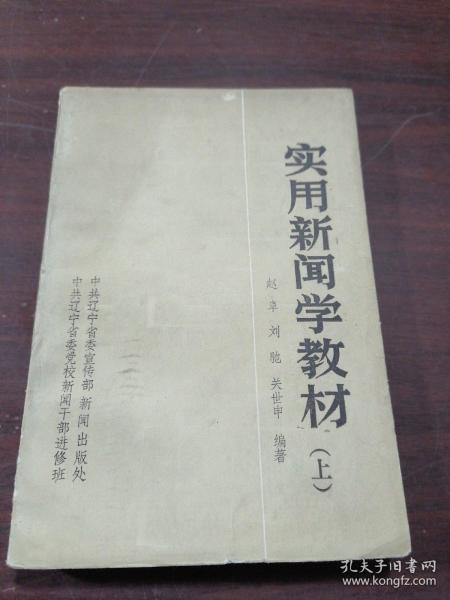 实用新闻学教材(上)
赵阜 刘驰 关世申 编著
中共辽宁省委宣传部新闻出版处
中共辽宁省委党校新闻干部进修班
孔夫子旧书网
www.kongfz.com